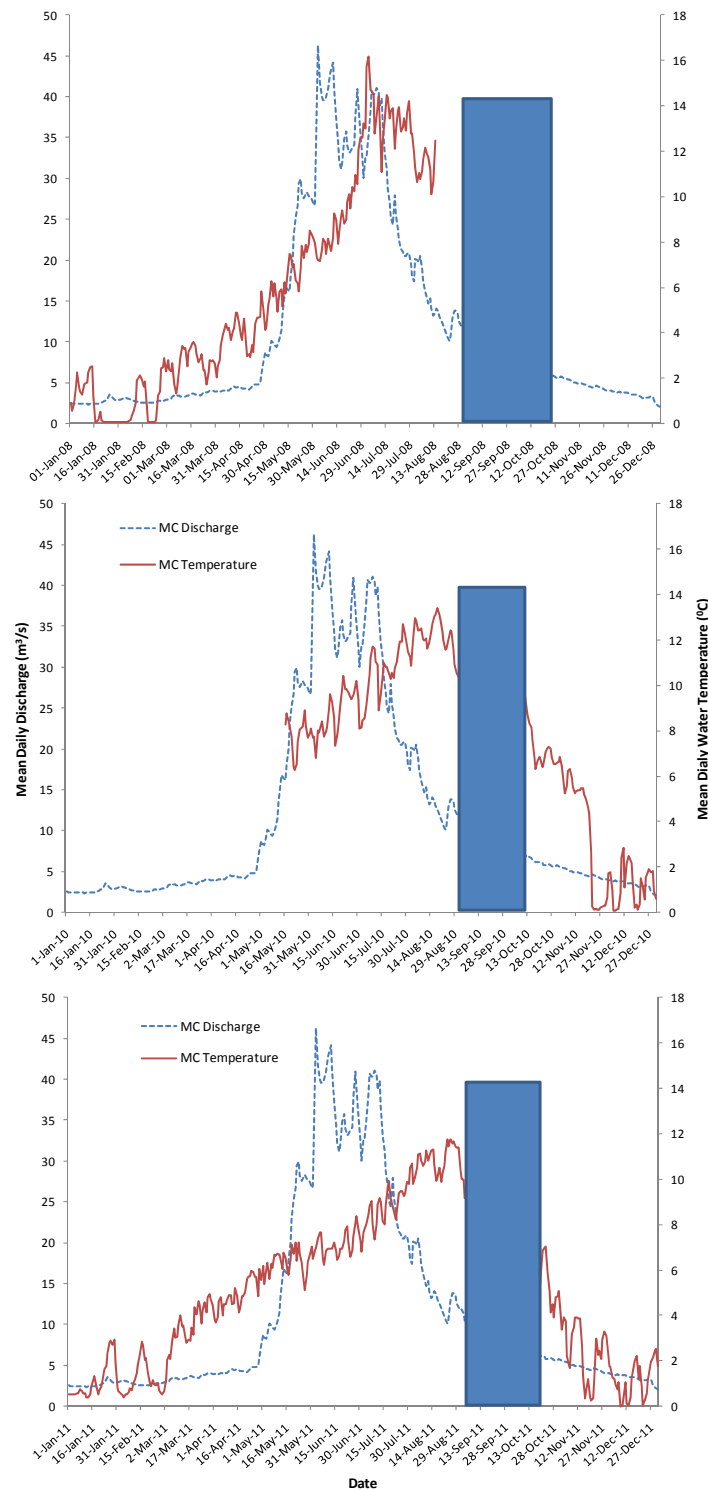 50
45
40
35
30
25
20
15
10
5
0
18
16
14
12
10
8
6
4
2
0
01-Jan-08
16-Jan-08
31-Jan-08
15-Feb-08
01-Mar-08
16-Mar-08
31-Mar-08
15-Apr-08
30-Apr-08
15-May-08
30-May-08
14-Jun-08
29-Jun-08
14-Jul-08
29-Jul-08
13-Aug-08
28-Aug-08
12-Sep-08
27-Sep-08
12-Oct-08
27-Oct-08
11-Nov-08
26-Nov-08
11-Dec-08
26-Dec-08
Mean Daily Discharge (m³/s)
50
45
40
35
30
25
20
15
10
5
0
MC Discharge
MC Temperature
18
16
14
12
10
8
6
4
2
0
Mean Dialy Water Temperature (⁰C)
1-Jan-10
16-Jan-10
31-Jan-10
15-Feb-10
2-Mar-10
17-Mar-10
1-Apr-10
16-Apr-10
1-May-10
16-May-10
31-May-10
15-Jun-10
30-Jun-10
15-Jul-10
30-Jul-10
14-Aug-10
29-Aug-10
13-Sep-10
28-Sep-10
13-Oct-10
28-Oct-10
12-Nov-10
27-Nov-10
12-Dec-10
27-Dec-10
50
45
40
35
30
25
20
15
10
5
0
MC Discharge
MC Temperature
18
16
14
12
10
8
6
4
2
0
1-Jan-11
16-Jan-11
31-Jan-11
15-Feb-11
2-Mar-11
17-Mar-11
1-Apr-11
16-Apr-11
1-May-11
16-May-11
31-May-11
15-Jun-11
30-Jun-11
15-Jul-11
30-Jul-11
14-Aug-11
29-Aug-11
13-Sep-11
28-Sep-11
13-Oct-11
28-Oct-11
12-Nov-11
27-Nov-11
12-Dec-11
27-Dec-11
Date